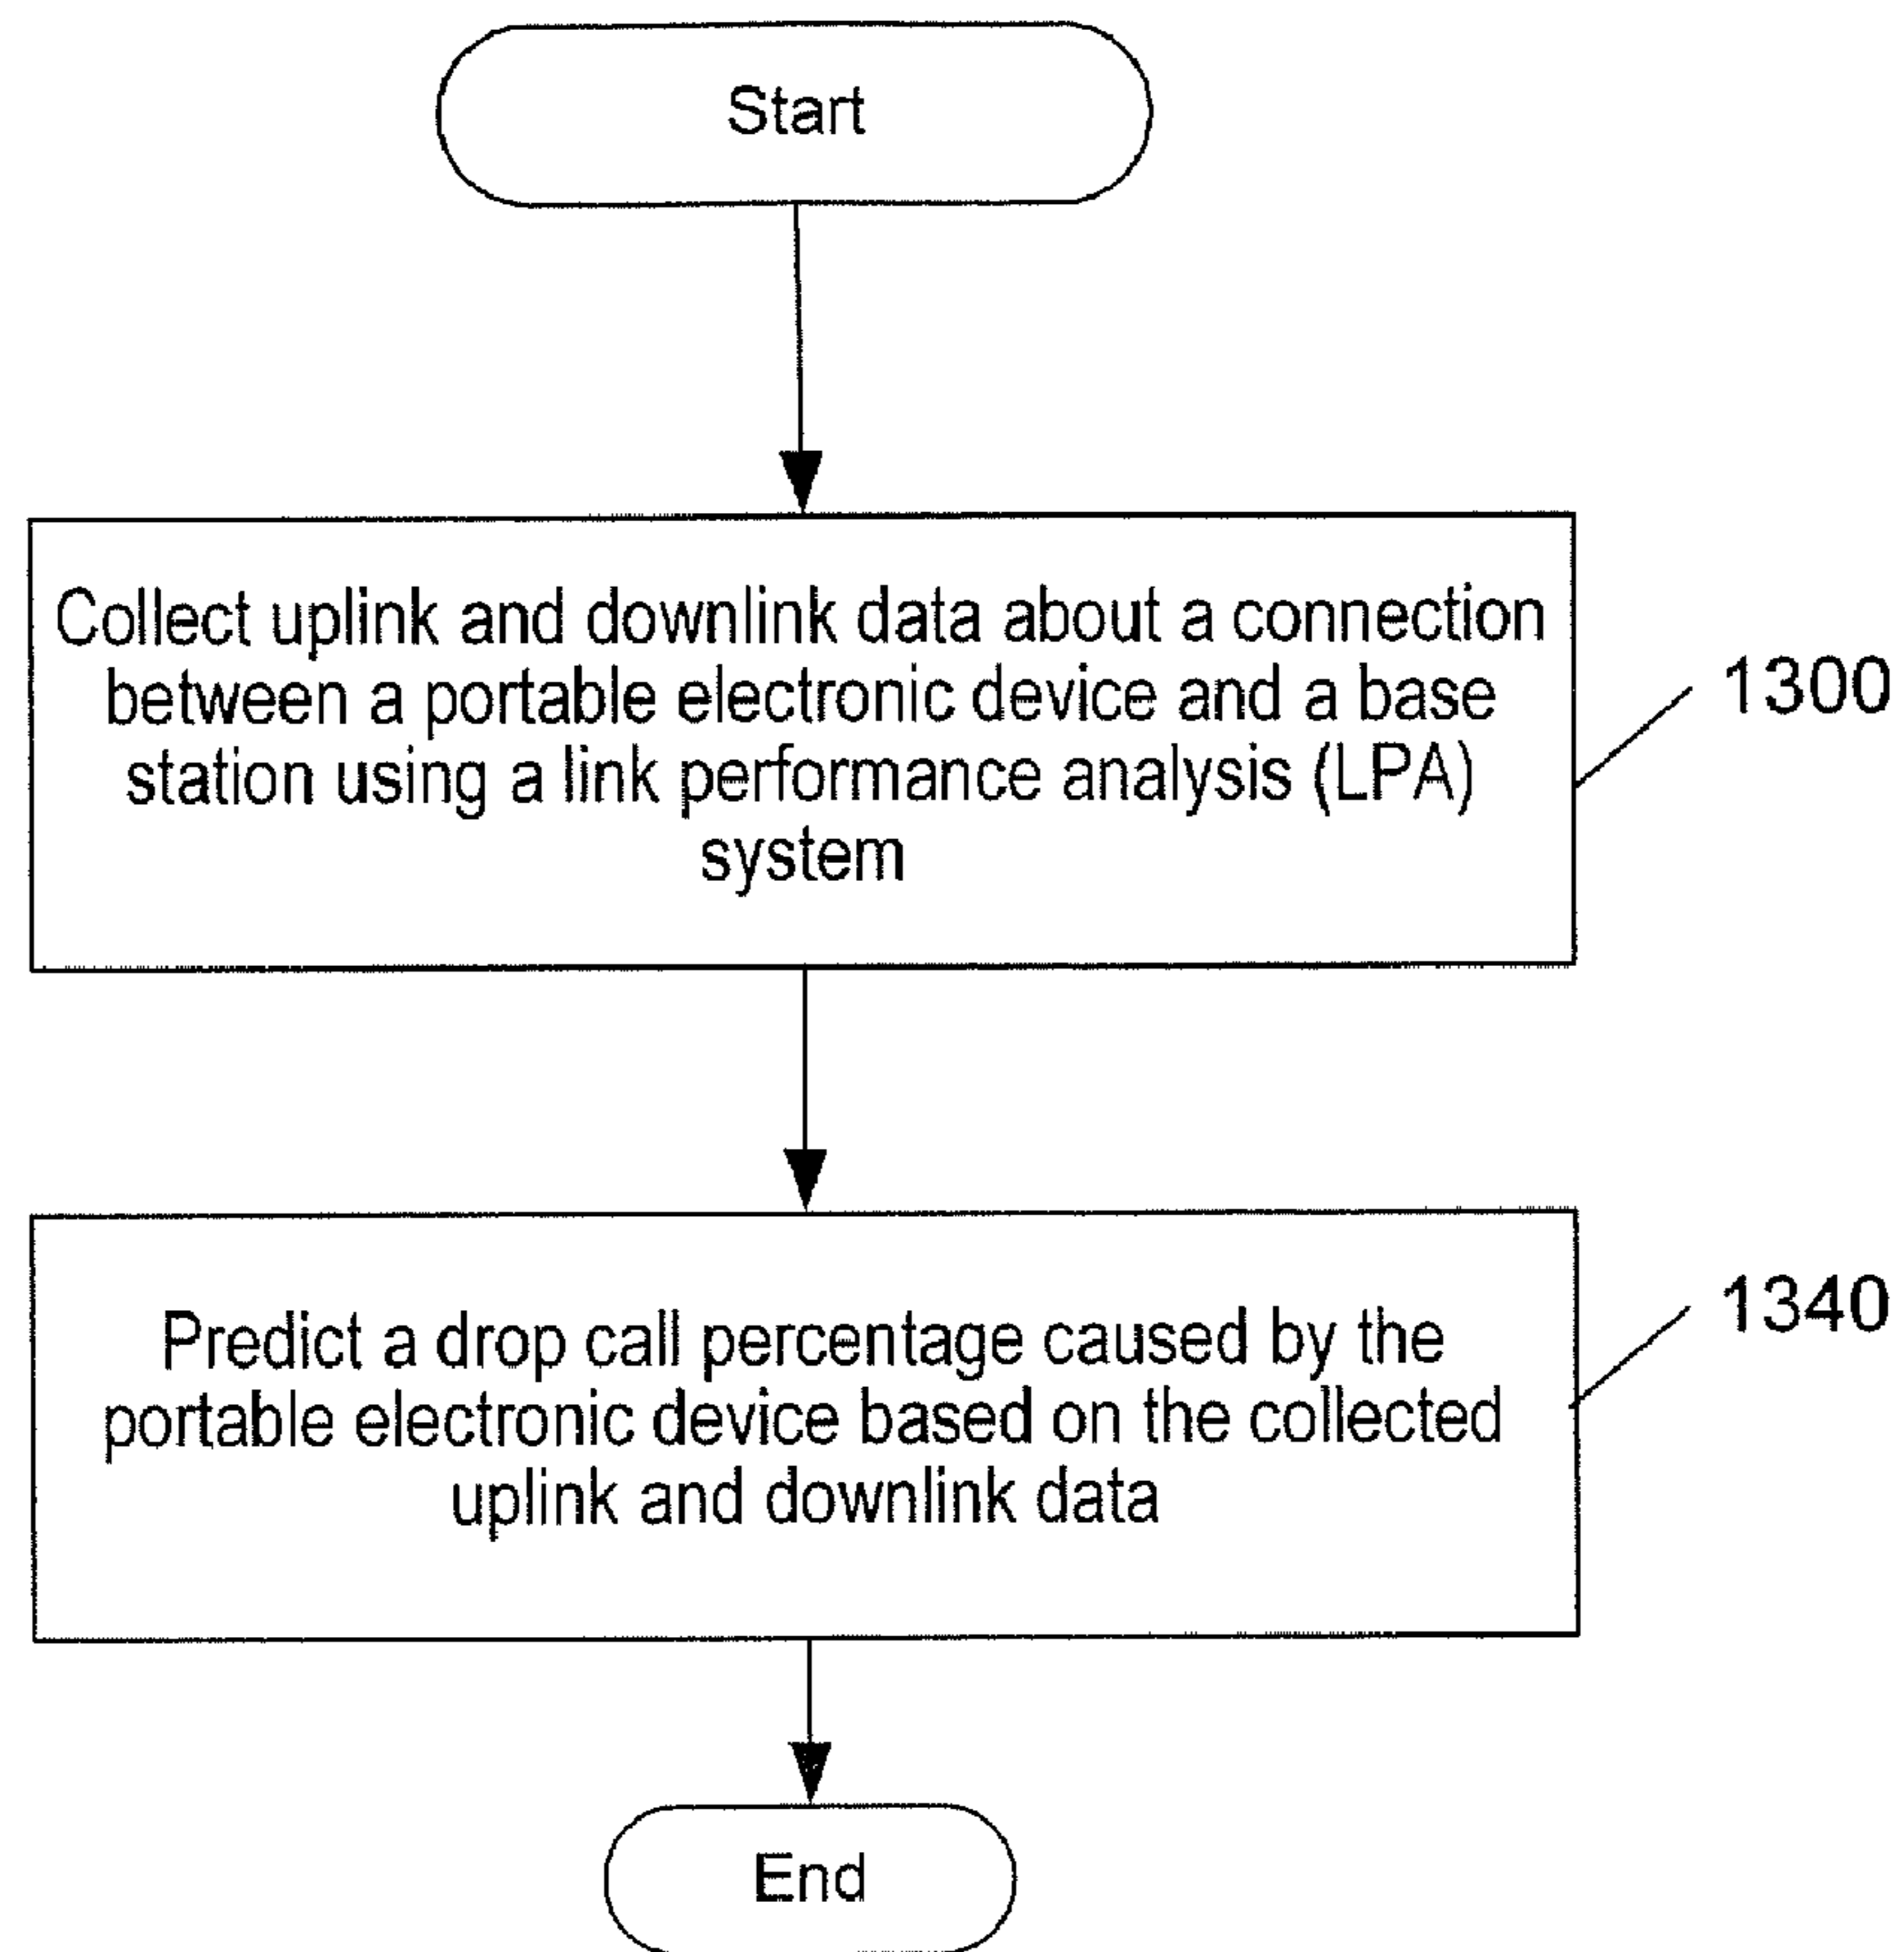 Start
Collect uplink and downlink data about a connection
between a portable electronic device and a base
station using a link performance analysis (LPA)
system
1300
Predict a drop call percentage caused by the
portable electronic device based on the collected
uplink and downlink data
1340
End